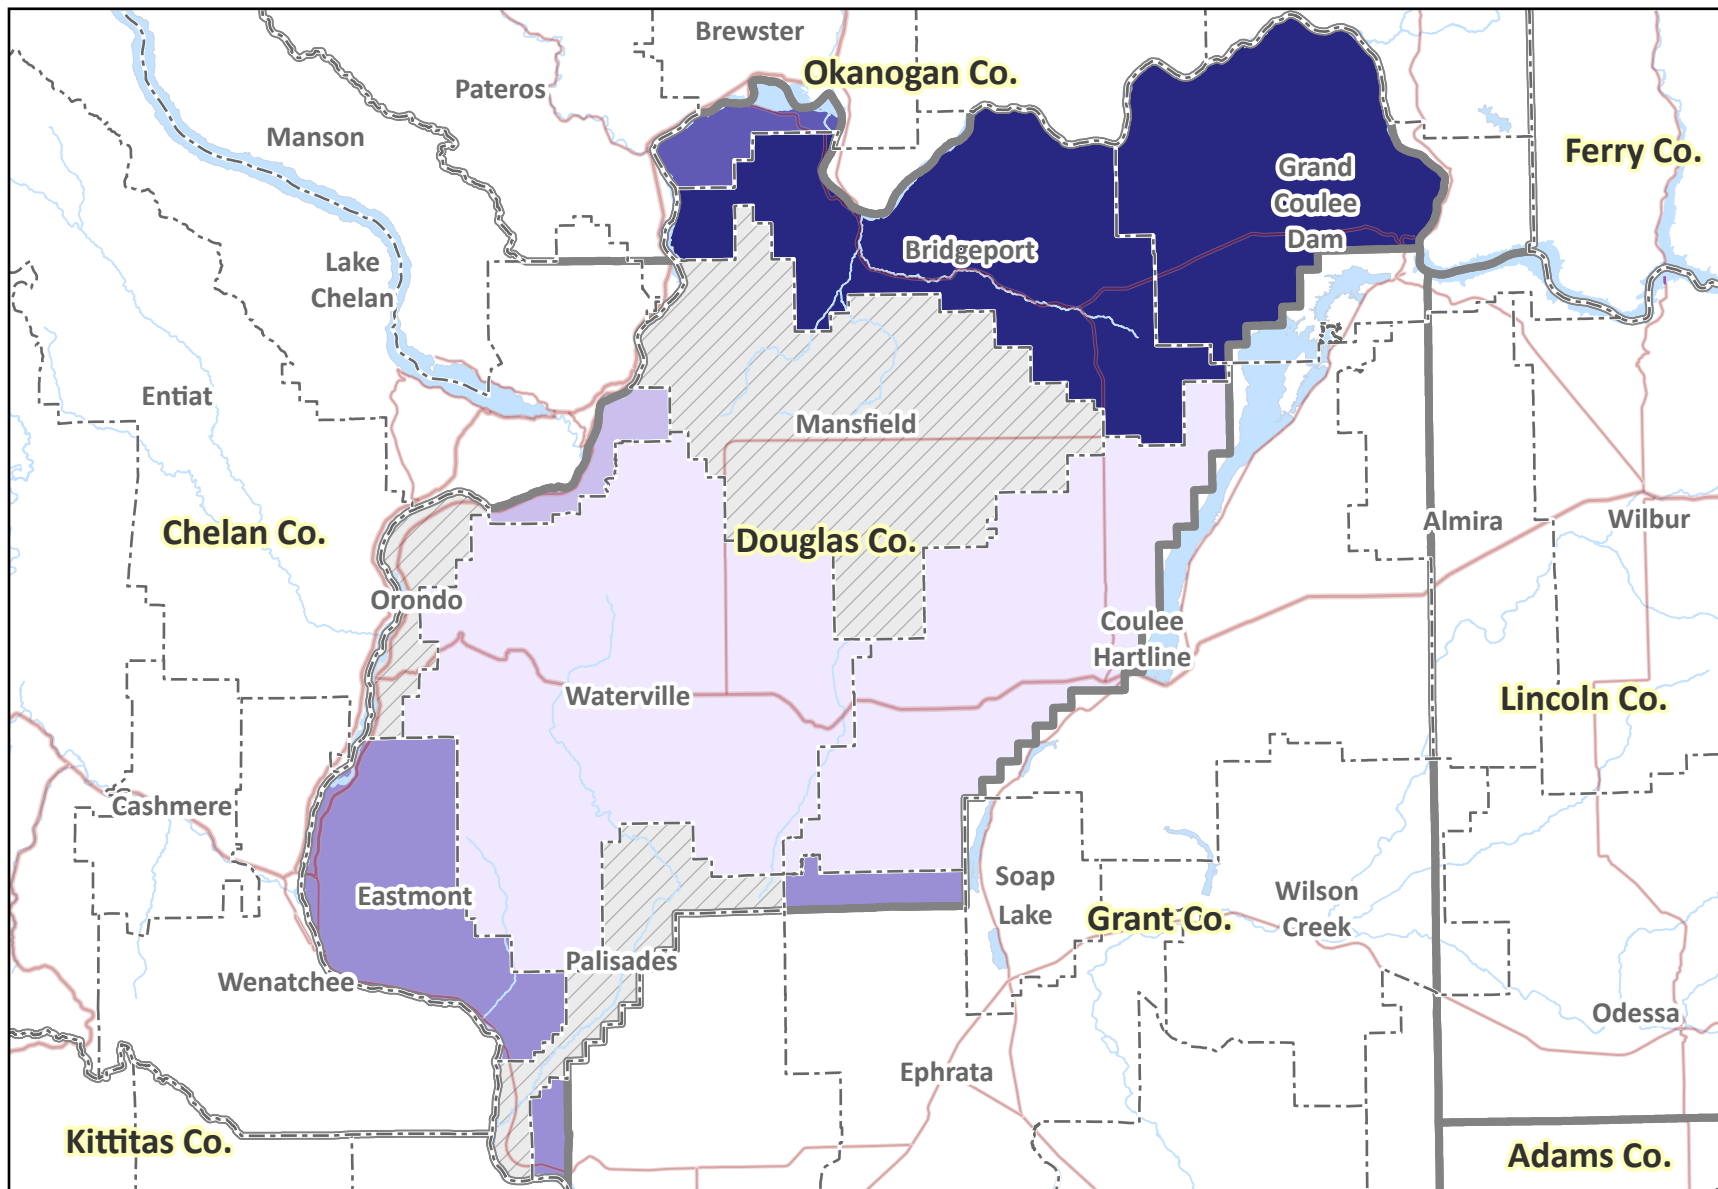 Brewster
Okanogan Co.
Pateros
Manson
Ferry Co.
Grand
Coulee
Dam
Bridgeport
Lake
Chelan
Entiat
Mansfield
Chelan Co.
Douglas Co.
Almira
Wilbur
Orondo
Coulee
Hartline
Waterville
Lincoln Co.
Cashmere
Eastmont
Soap
Lake
Grant Co.
Wilson
Creek
Palisades
Wenatchee
Odessa
Ephrata
Kittitas Co.
Adams Co.